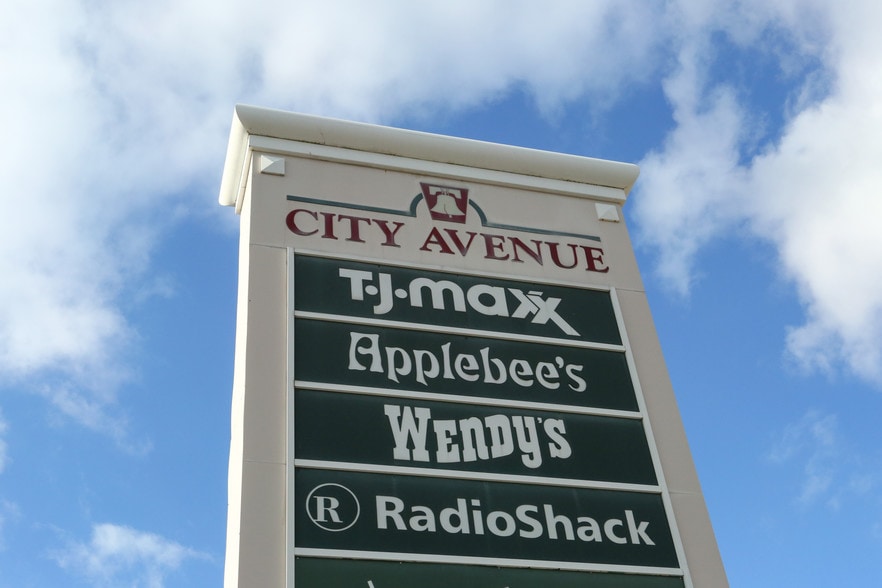 CITY AVENUE
T·J·maxx
Applebee's
WENDY'S
R RadioShack